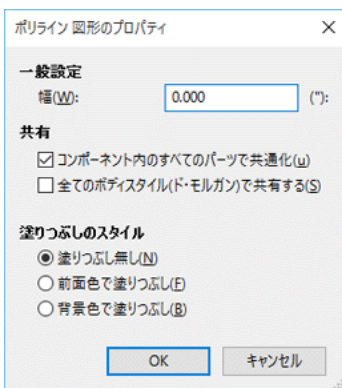 ポリライン 図形のプロパティ
一般設定
幅(W): 0.000 ("):
共有
コンポーネント内のすべてのパーツで共通化(u)
全てのボディスタイル(ド・モルガン)で共有する(S)
塗りつぶしのスタイル
塗りつぶし無し(N)
前面色で塗りつぶし(F)
背景色で塗りつぶし(B)
OK キャンセル